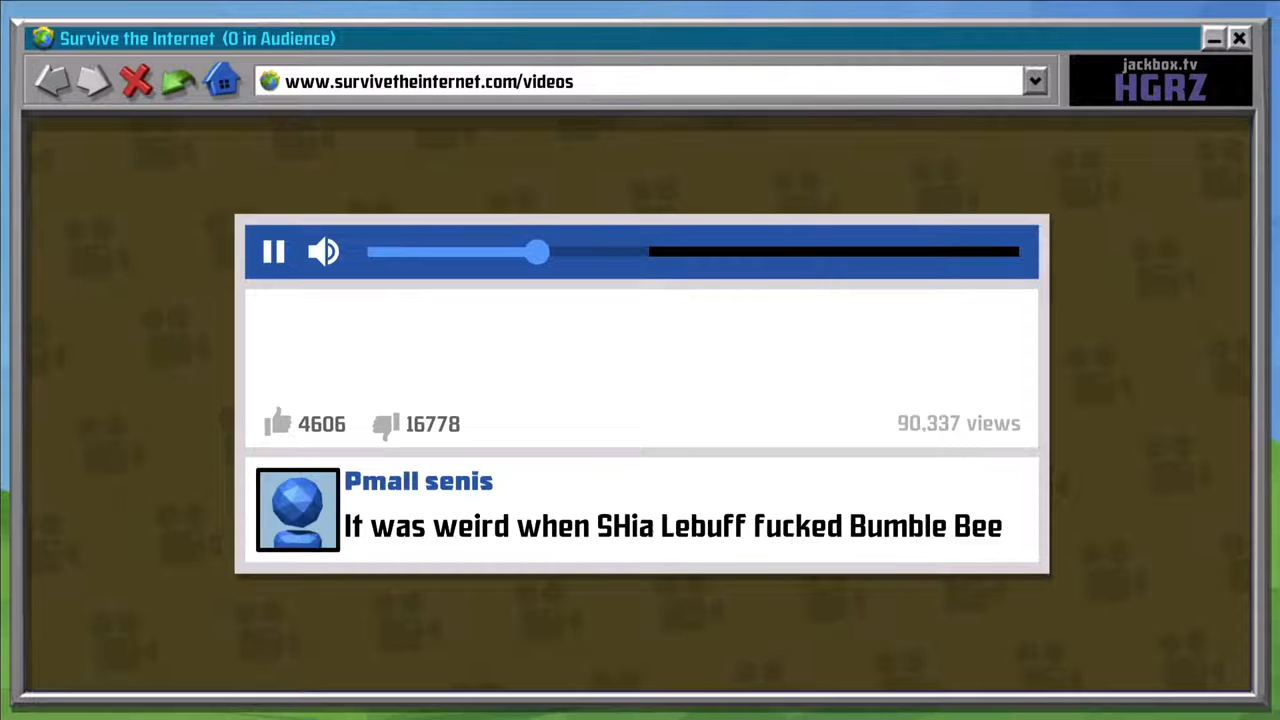 Survive the Internet (0 in Audience)
www.survivetheinternet.com/videos
jackbox.tv
HGRZ
4606 16778 90,337 views
Pmall senis
It was weird when SHia Lebuff fucked Bumble Bee